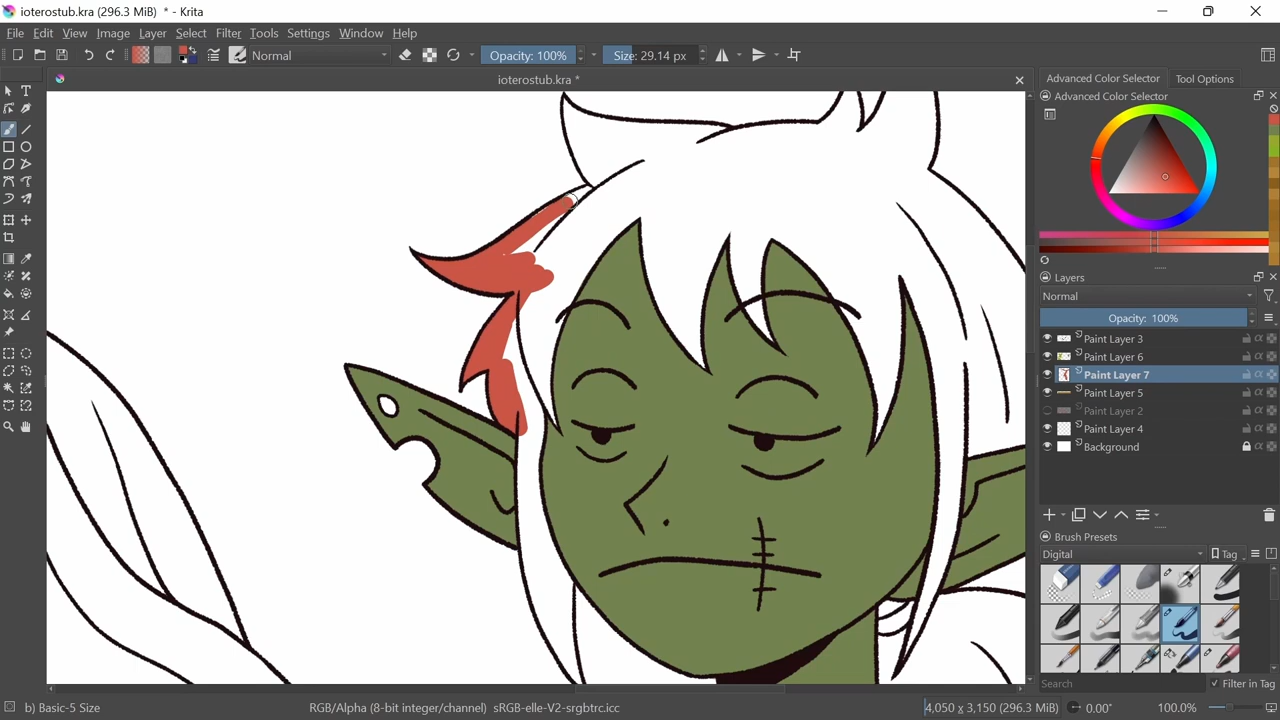 ioterostub.kra (296.3 MiB) * - Krita
File Edit View Image Layer Select Filter Tools Settings Window Help
Normal Opacity: 100% Size: 29.14 px
ioterostub.kra *
Advanced Color Selector Tool Options
Advanced Color Selector
Layers
Normal
Opacity: 100%
Paint Layer 3
Paint Layer 6
Paint Layer 7
Paint Layer 5
Paint Layer 2
Paint Layer 4
Background
Brush Presets
Digital Tag
Search Filter in Tag
b) Basic-5 Size RGB/Alpha (8-bit integer/channel) sRGB-elle-V2-srgbtrc.icc 4,050 x 3,150 (296.3 MiB) 0.00° 100.0%